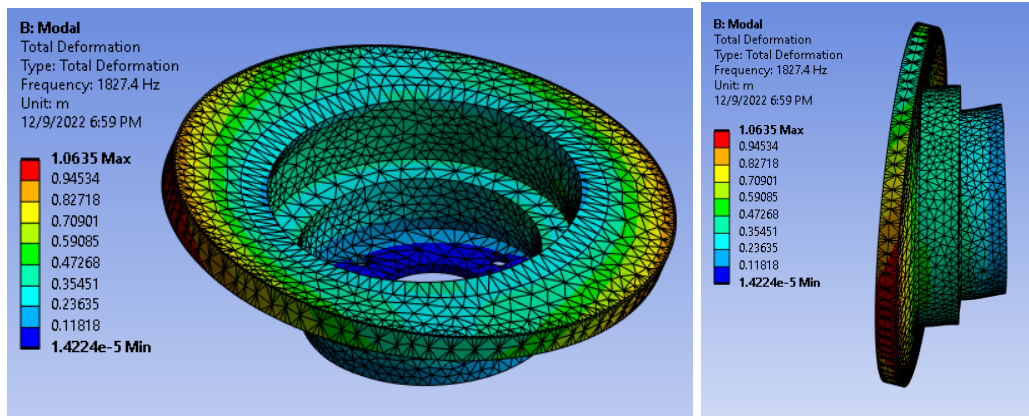 B: Modal
Total Deformation
Type: Total Deformation
Frequency: 1827.4 Hz
Unit: m
12/9/2022 6:59 PM
1.0635 Max
0.94534
0.82718
0.70901
0.59085
0.47268
0.35451
0.23635
0.11818
1.4224e-5 Min
B: Modal
Total Deformation
Type: Total Deformation
Frequency: 1827.4 Hz
Unit: m
12/9/2022 6:59 PM
1.0635 Max
0.94534
0.82718
0.70901
0.59085
0.47268
0.35451
0.23635
0.11818
1.4224e-5 Min